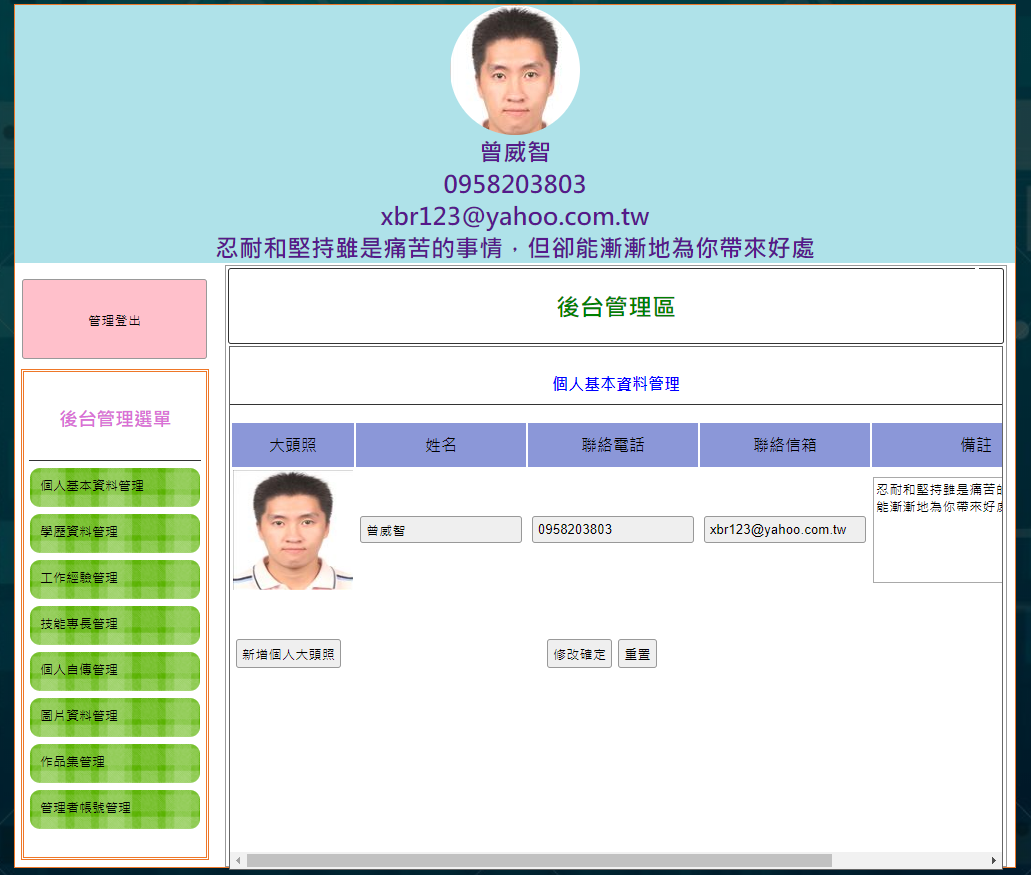 曾威智
0958203803
xbr123@yahoo.com.tw
忍耐和堅持雖是痛苦的事情，但卻能漸漸地為你帶來好處
管理登出
後台管理選單
個人基本資料管理
學歷資料管理
工作經驗管理
技能專長管理
個人自傳管理
圖片資料管理
作品集管理
管理者帳號管理
後台管理區
個人基本資料管理
大頭照 姓名 聯絡電話 聯絡信箱 備註
曾威智 0958203803 xbr123@yahoo.com.tw
忍耐和堅持雖是痛苦
能漸漸地為你帶來好
新增個人大頭照 修改確定 重置